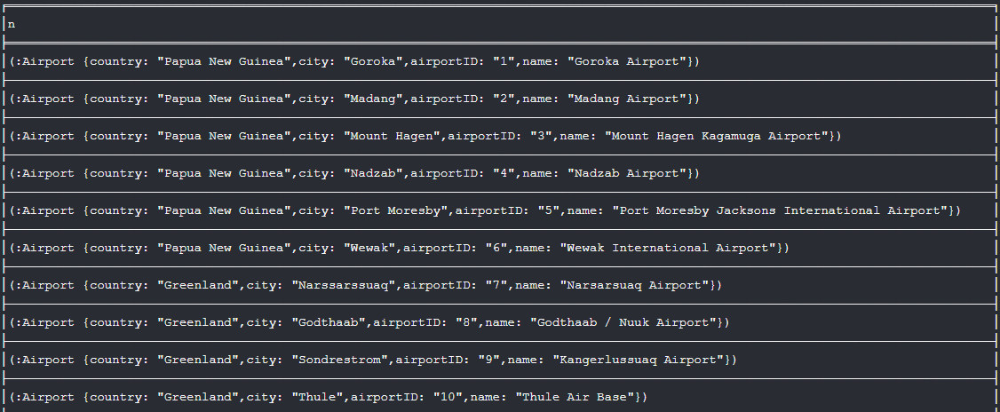 n
(:Airport {country: "Papua New Guinea",city: "Goroka",airportID: "1",name: "Goroka Airport"})
(:Airport {country: "Papua New Guinea",city: "Madang",airportID: "2",name: "Madang Airport"})
(:Airport {country: "Papua New Guinea",city: "Mount Hagen",airportID: "3",name: "Mount Hagen Kagamuga Airport"})
(:Airport {country: "Papua New Guinea",city: "Nadzab",airportID: "4",name: "Nadzab Airport"})
(:Airport {country: "Papua New Guinea",city: "Port Moresby",airportID: "5",name: "Port Moresby Jacksons International Airport"})
(:Airport {country: "Papua New Guinea",city: "Wewak",airportID: "6",name: "Wewak International Airport"})
(:Airport {country: "Greenland",city: "Narssarssuaq",airportID: "7",name: "Narsarsuaq Airport"})
(:Airport {country: "Greenland",city: "Godthaab",airportID: "8",name: "Godthaab / Nuuk Airport"})
(:Airport {country: "Greenland",city: "Sondrestrom",airportID: "9",name: "Kangerlussuaq Airport"})
(:Airport {country: "Greenland",city: "Thule",airportID: "10",name: "Thule Air Base"})